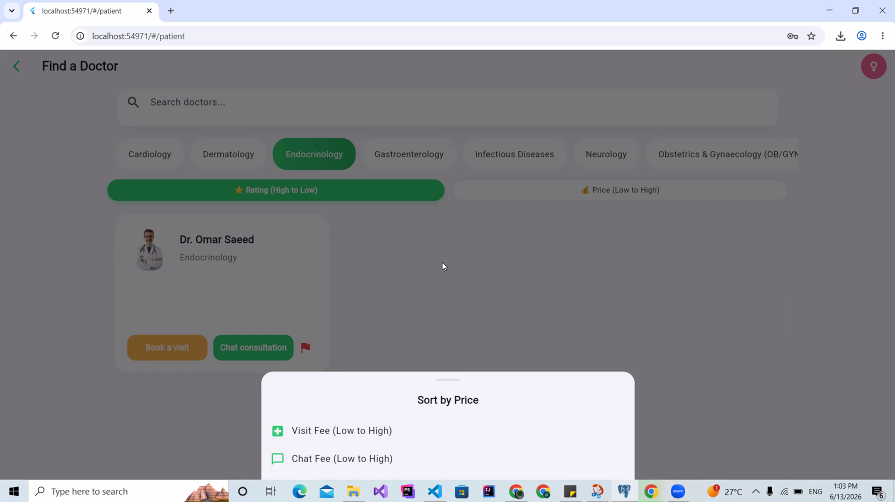 localhost:54971/#/patient
localhost:54971/#/patient
Find a Doctor
Search doctors...
Cardiology
Dermatology
Endocrinology
Gastroenterology
Infectious Diseases
Neurology
Obstetrics & Gynaecology (OB/GYN
Rating (High to Low)
Price (Low to High)
Dr. Omar Saeed
Endocrinology
Book a visit
Chat consultation
Sort by Price
Visit Fee (Low to High)
Chat Fee (Low to High)
Type here to search
27°C
ENG
1:03 PM
6/13/2026
6